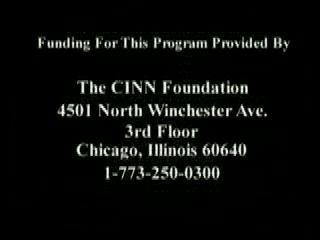 Funding For This Program Provided By
The CINN Foundation
4501 North Winchester Ave.
3rd Floor
Chicago, Illinois 60640
1-773-250-0300